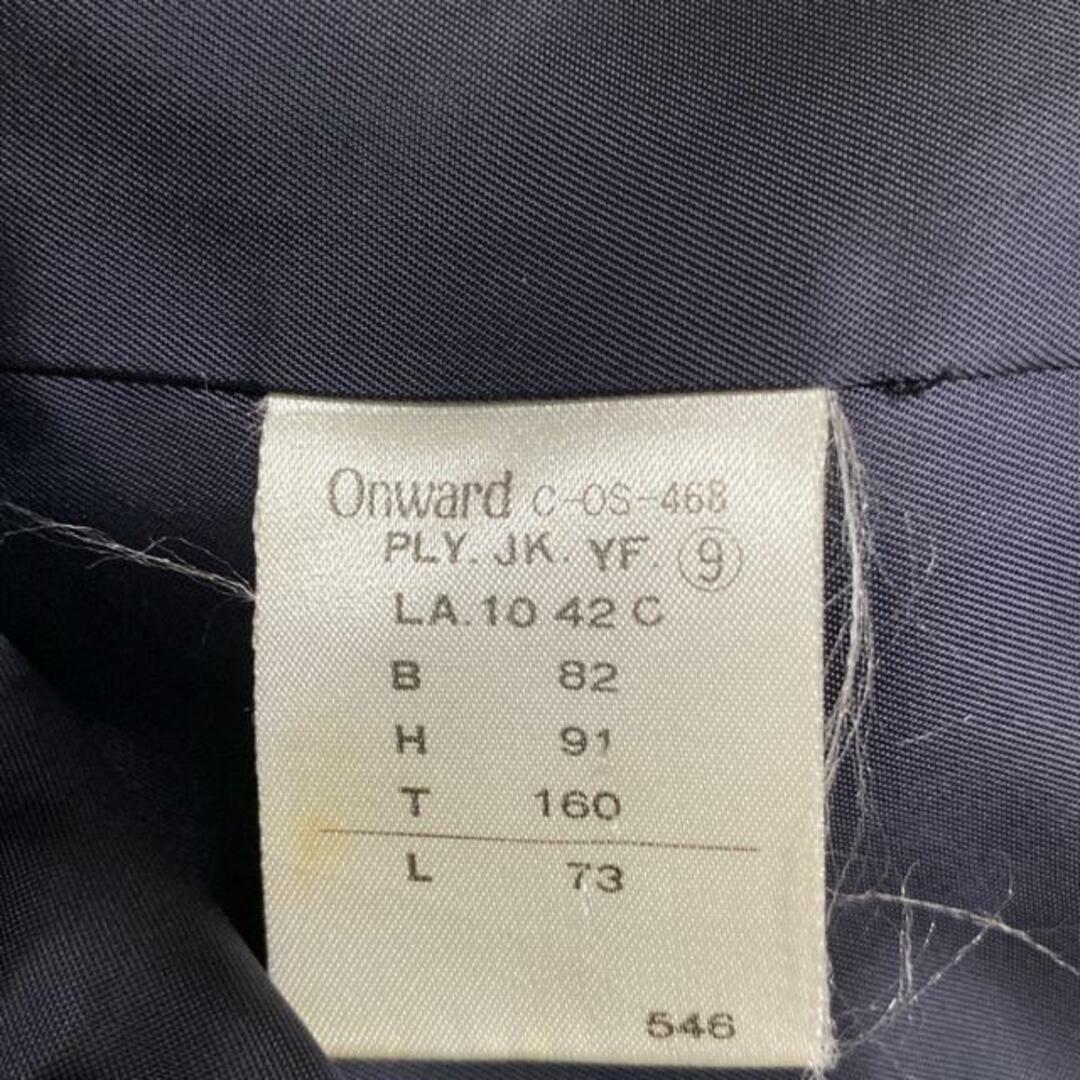 Onward C-OS-468
PLY. JK. YF. ⑨
LA. 10 42 C
B 82
H 91
T 160
L 73
546